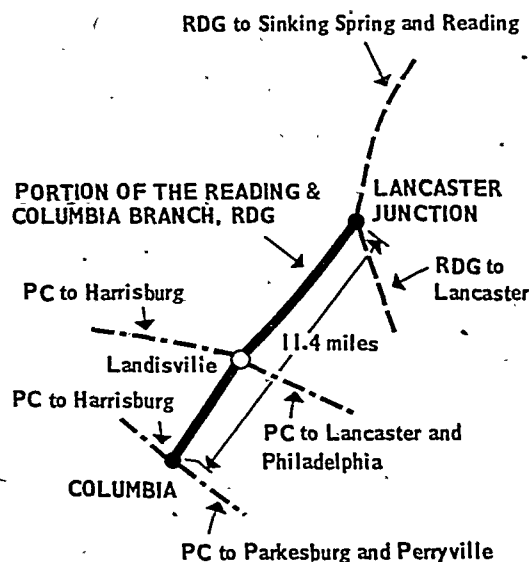 RDG to Sinking Spring and Reading
PORTION OF THE READING &
COLUMBIA BRANCH, RDG
LANCASTER
JUNCTION
RDG to
Lancaster
PC to Harrisburg
11.4 miles
Landisville
PC to Harrisburg
PC to Lancaster and
Philadelphia
COLUMBIA
PC to Parkesburg and Perryville